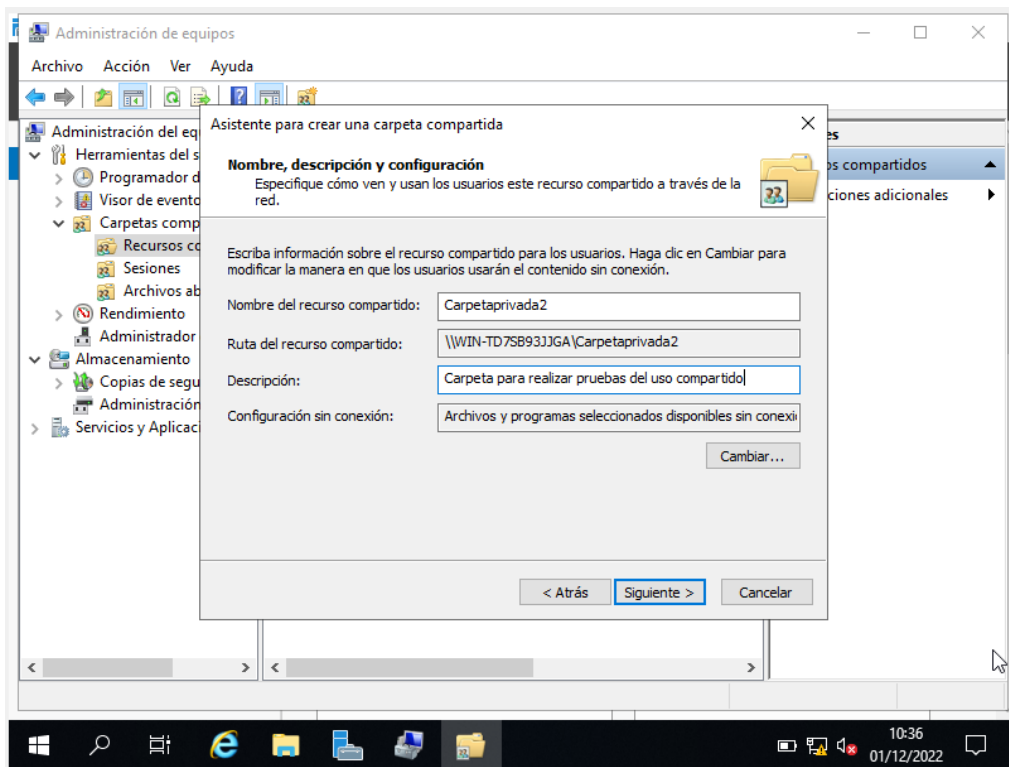 Administración de equipos
Archivo Acción Ver Ayuda
Administración del eq
Herramientas del s
Programador d
Visor de evento
Carpetas comp
Recursos co
Sesiones
Archivos ab
Rendimiento
Administrador
Almacenamiento
Copias de segu
Administración
Servicios y Aplicaci
Asistente para crear una carpeta compartida
Nombre, descripción y configuración
Especifique cómo ven y usan los usuarios este recurso compartido a través de la
red.
Escriba información sobre el recurso compartido para los usuarios. Haga clic en Cambiar para
modificar la manera en que los usuarios usarán el contenido sin conexión.
Nombre del recurso compartido: Carpetaprivada2
Ruta del recurso compartido: \\WIN-TD7SB93JJGA\Carpetaprivada2
Descripción: Carpeta para realizar pruebas del uso compartido
Configuración sin conexión: Archivos y programas seleccionados disponibles sin conexi
Cambiar...
< Atrás Siguiente > Cancelar
es
os compartidos
ciones adicionales
10:36
01/12/2022